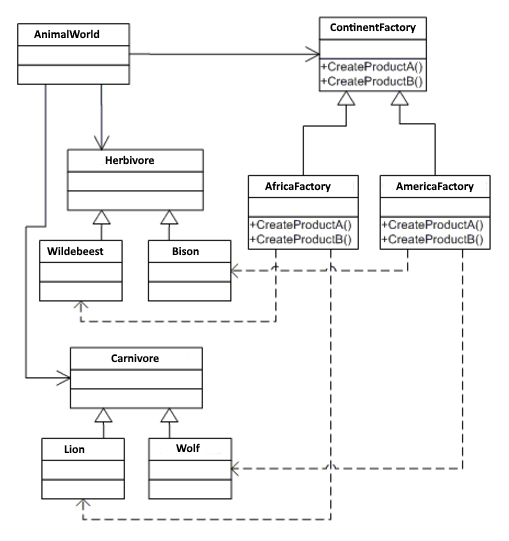 AnimalWorld
ContinentFactory
+CreateProductA()
+CreateProductB()
Herbivore
AfricaFactory
+CreateProductA()
+CreateProductB()
AmericaFactory
+CreateProductA()
+CreateProductB()
Wildebeest
Bison
Carnivore
Lion
Wolf